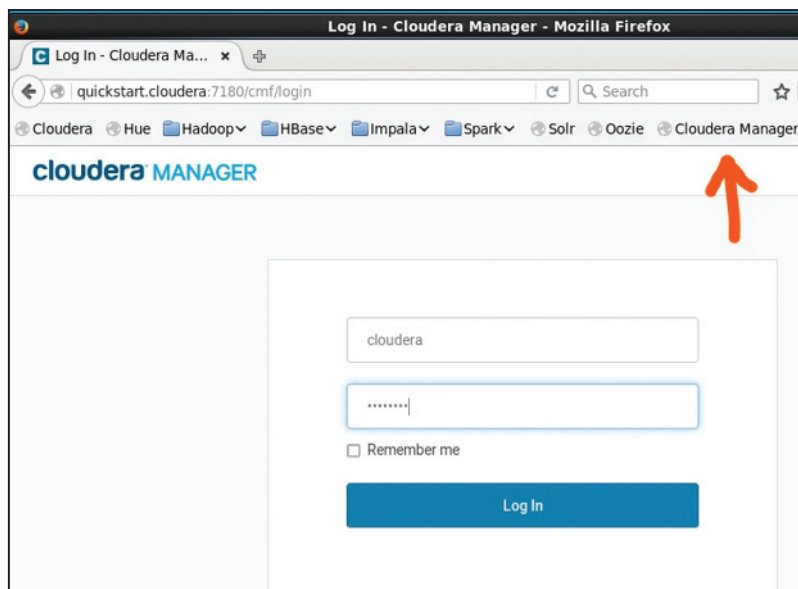 Log In - Cloudera Manager - Mozilla Firefox
Log In - Cloudera Ma...
quickstart.cloudera:7180/cmf/login Search
Cloudera Hue Hadoop HBase Impala Spark Solr Oozie Cloudera Manager
cloudera MANAGER
cloudera
••••••••
Remember me
Log In